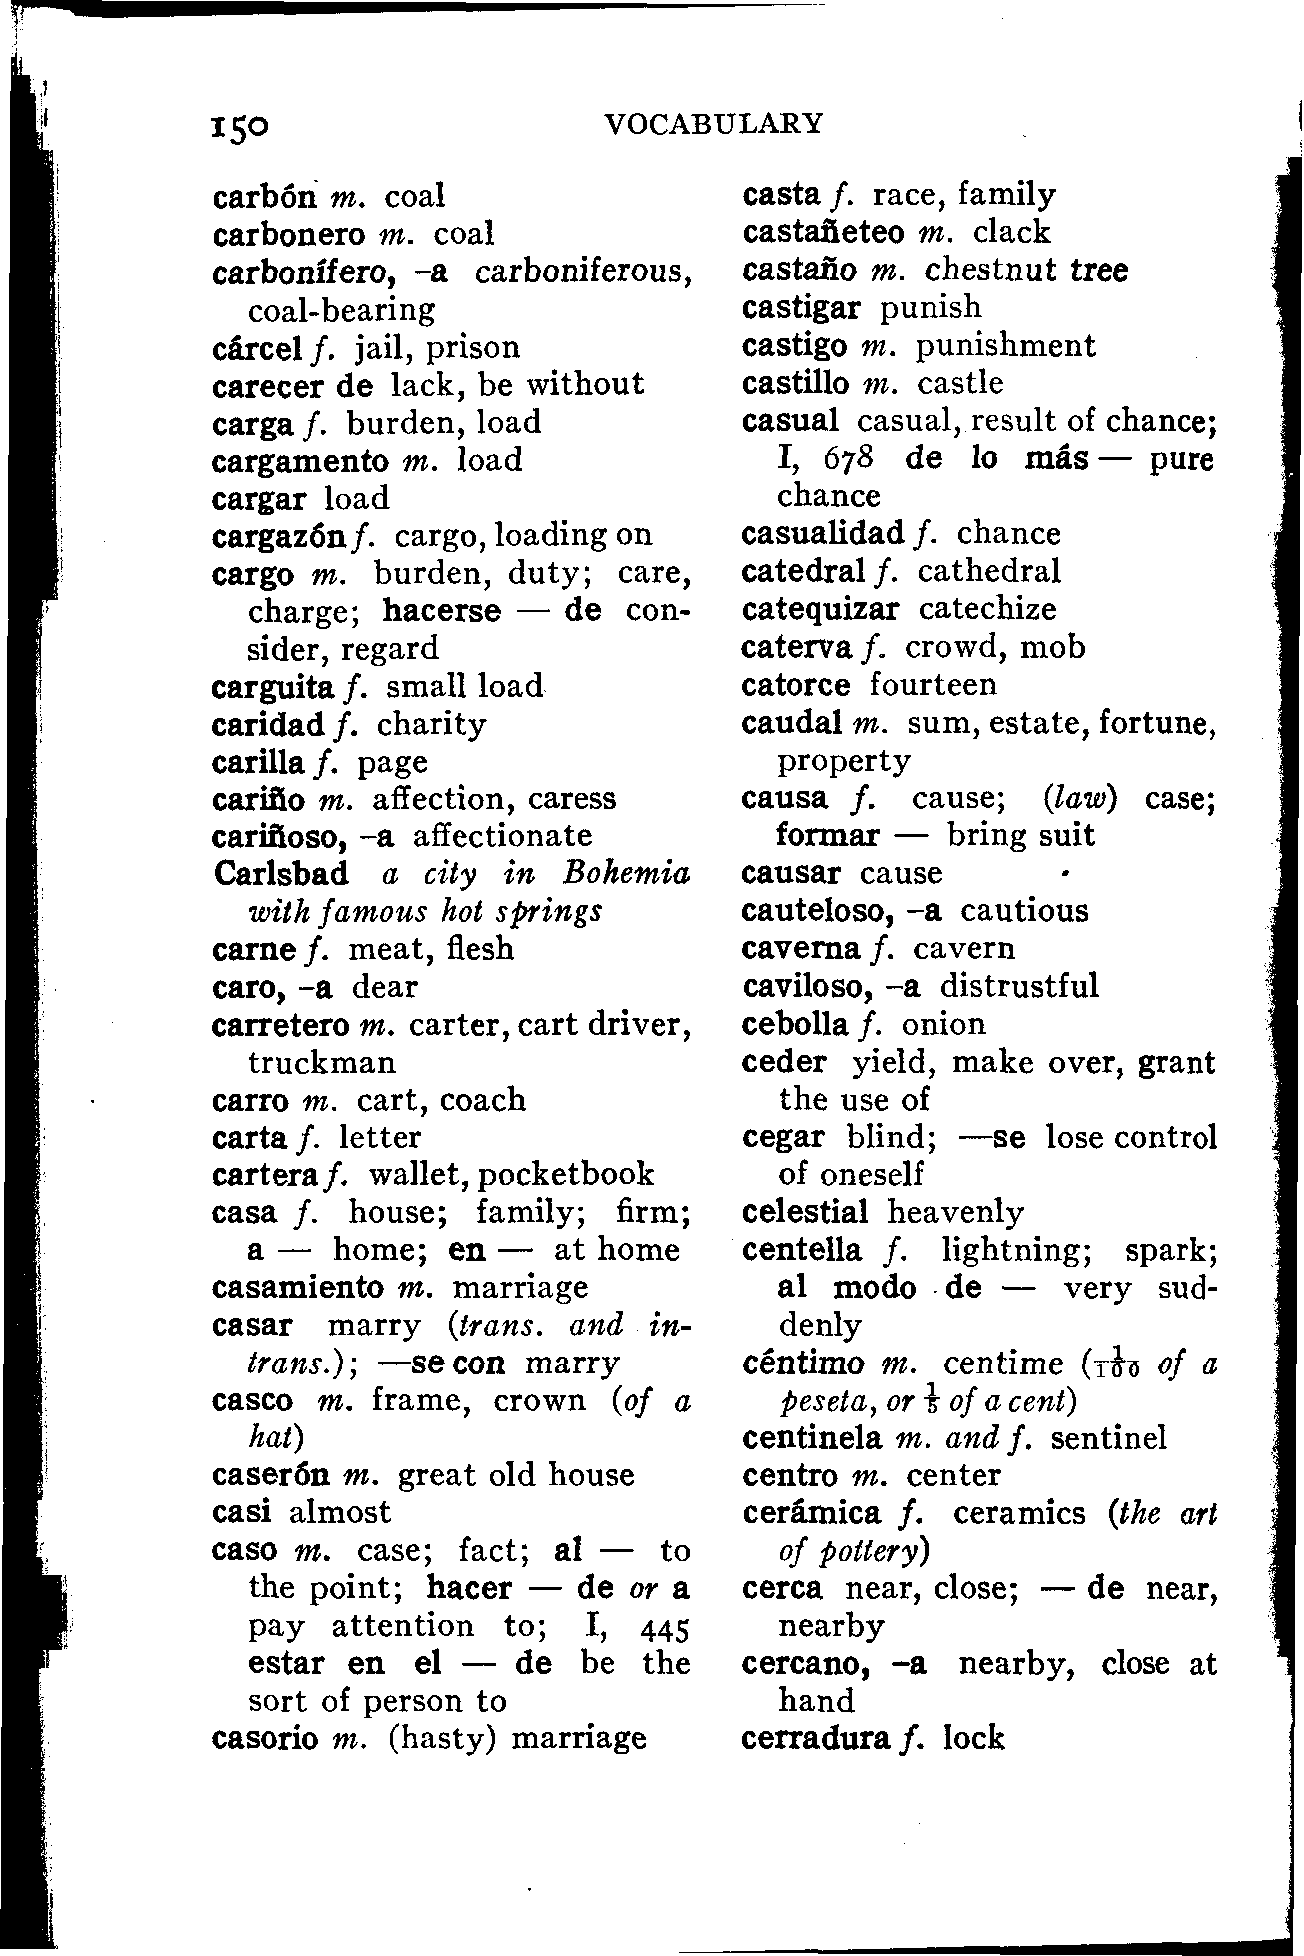 150
VOCABULARY
carbón m. coal
carbonero m. coal
carbonífero, –a carboniferous,
coal-bearing
cárcel f. jail, prison
carecer de lack, be without
carga f. burden, load
cargamento m. load
cargar load
cargazón f. cargo, loading on
cargo m. burden, duty; care,
charge; hacerse — de con-
sider, regard
carguita f. small load
caridad f. charity
carilla f. page
cariño m. affection, caress
cariñoso, –a affectionate
Carlsbad a city in Bohemia
with famous hot springs
carne f. meat, flesh
caro, –a dear
carretero m. carter, cart driver,
truckman
carro m. cart, coach
carta f. letter
cartera f. wallet, pocketbook
casa f. house; family; firm;
a — home; en — at home
casamiento m. marriage
casar marry (trans. and in-
trans.); —se con marry
casco m. frame, crown (of a
hat)
caserón m. great old house
casi almost
caso m. case; fact; al — to
the point; hacer — de or a
pay attention to; I, 445
estar en el — de be the
sort of person to
casorio m. (hasty) marriage
casta f. race, family
castañeteo m. clack
castaño m. chestnut tree
castigar punish
castigo m. punishment
castillo m. castle
casual casual, result of chance;
I, 678 de lo más — pure
chance
casualidad f. chance
catedral f. cathedral
catequizar catechize
caterva f. crowd, mob
catorce fourteen
caudal m. sum, estate, fortune,
property
causa f. cause; (law) case;
formar — bring suit
causar cause
cauteloso, –a cautious
caverna f. cavern
caviloso, –a distrustful
cebolla f. onion
ceder yield, make over, grant
the use of
cegar blind; —se lose control
of oneself
celestial heavenly
centella f. lightning; spark;
al modo de — very sud-
denly
céntimo m. centime (1/100 of a
peseta, or 1/5 of a cent)
centinela m. and f. sentinel
centro m. center
cerámica f. ceramics (the art
of pottery)
cerca near, close; — de near,
nearby
cercano, –a nearby, close at
hand
cerradura f. lock